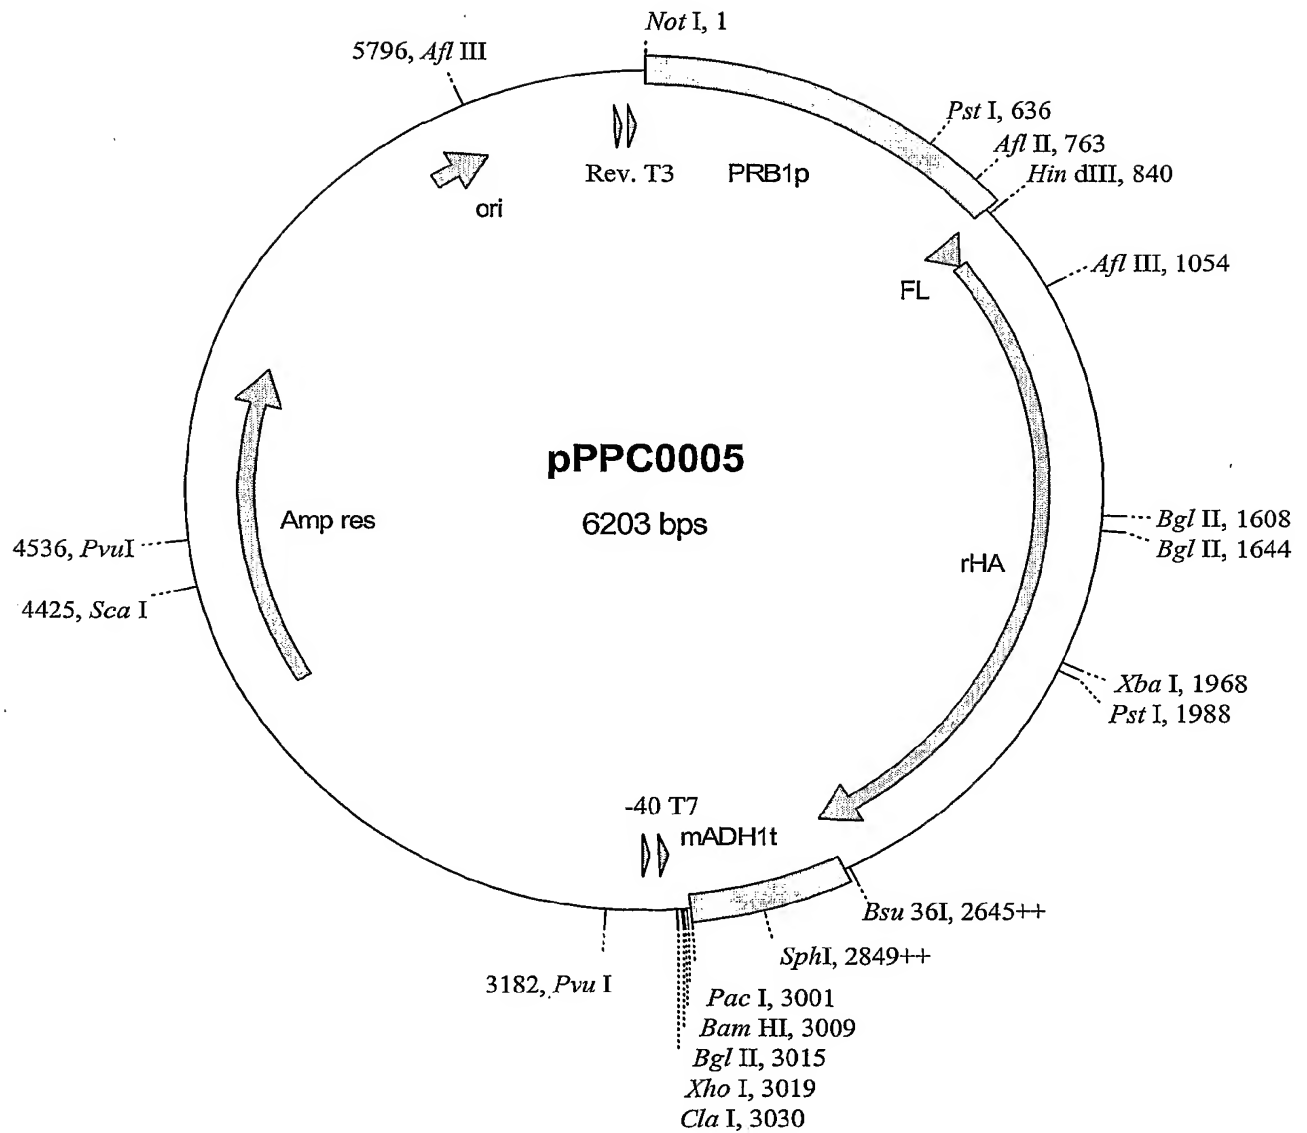 Not I, 1
5796, Afl III
Pst I, 636
Afl II, 763
Hin dIII, 840
Rev. T3
PRB1p
ori
Afl III, 1054
FL
pPPC0005
6203 bps
Amp res
rHA
Bgl II, 1608
Bgl II, 1644
4536, PvuI
4425, Sca I
Xba I, 1968
Pst I, 1988
-40 T7
mADH1t
Bsu 36I, 2645++
SphI, 2849++
3182, Pvu I
Pac I, 3001
Bam HI, 3009
Bgl II, 3015
Xho I, 3019
Cla I, 3030